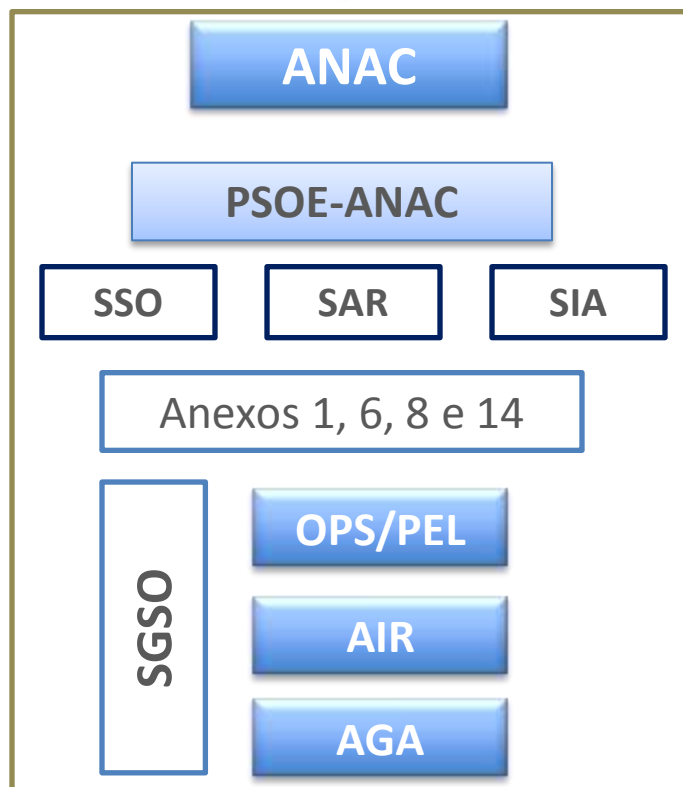 ANAC
PSOE-ANAC
SSO
SAR
SIA
Anexos 1, 6, 8 e 14
SGSO
OPS/PEL
AIR
AGA